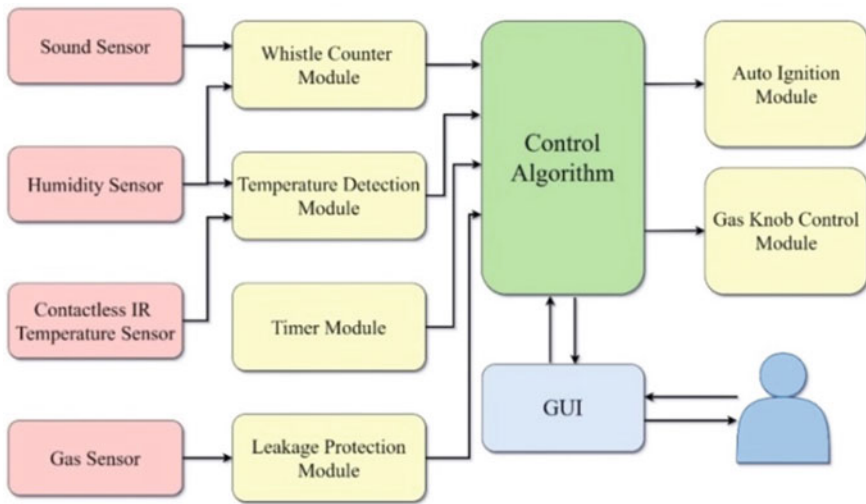 Sound Sensor
Whistle Counter
Module
Auto Ignition
Module
Control
Algorithm
Humidity Sensor
Temperature Detection
Module
Gas Knob Control
Module
Contactless IR
Temperature Sensor
Timer Module
GUI
Gas Sensor
Leakage Protection
Module